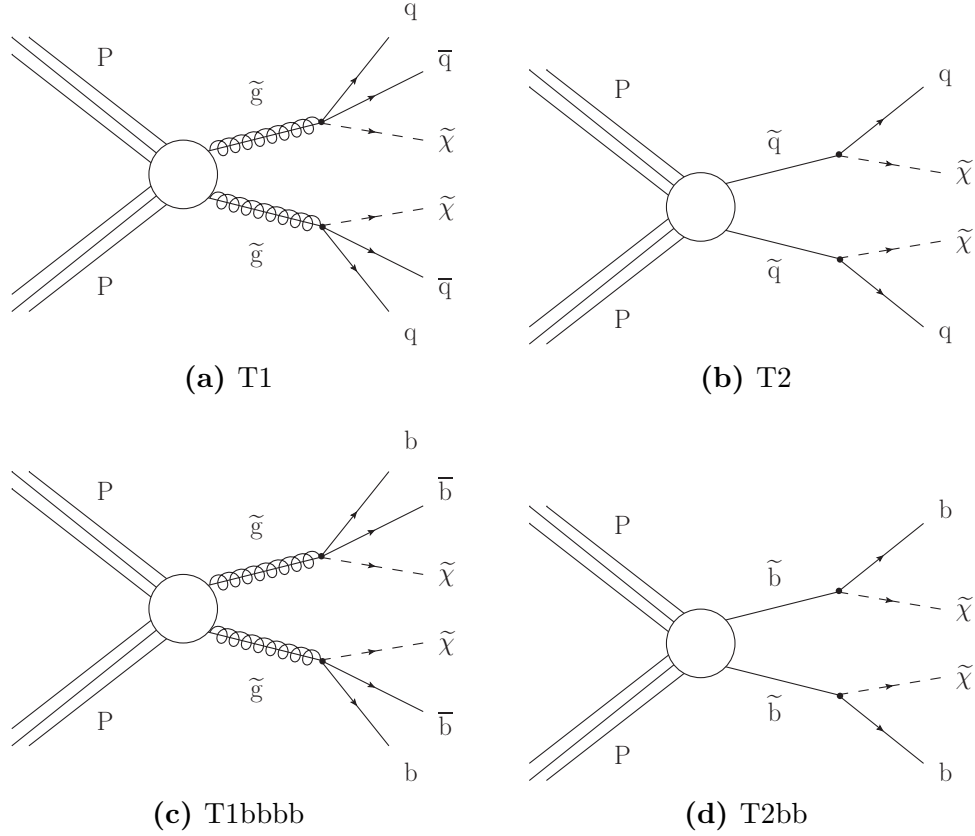 q
q̅
P
g̃
χ̃
χ̃
g̃
q̅
P
q
(a) T1
q
P
q̃
χ̃
χ̃
q̃
P
q
(b) T2
b
b̅
P
g̃
χ̃
χ̃
g̃
b̅
P
b
(c) T1bbbb
b
P
b̃
χ̃
χ̃
b̃
P
b
(d) T2bb